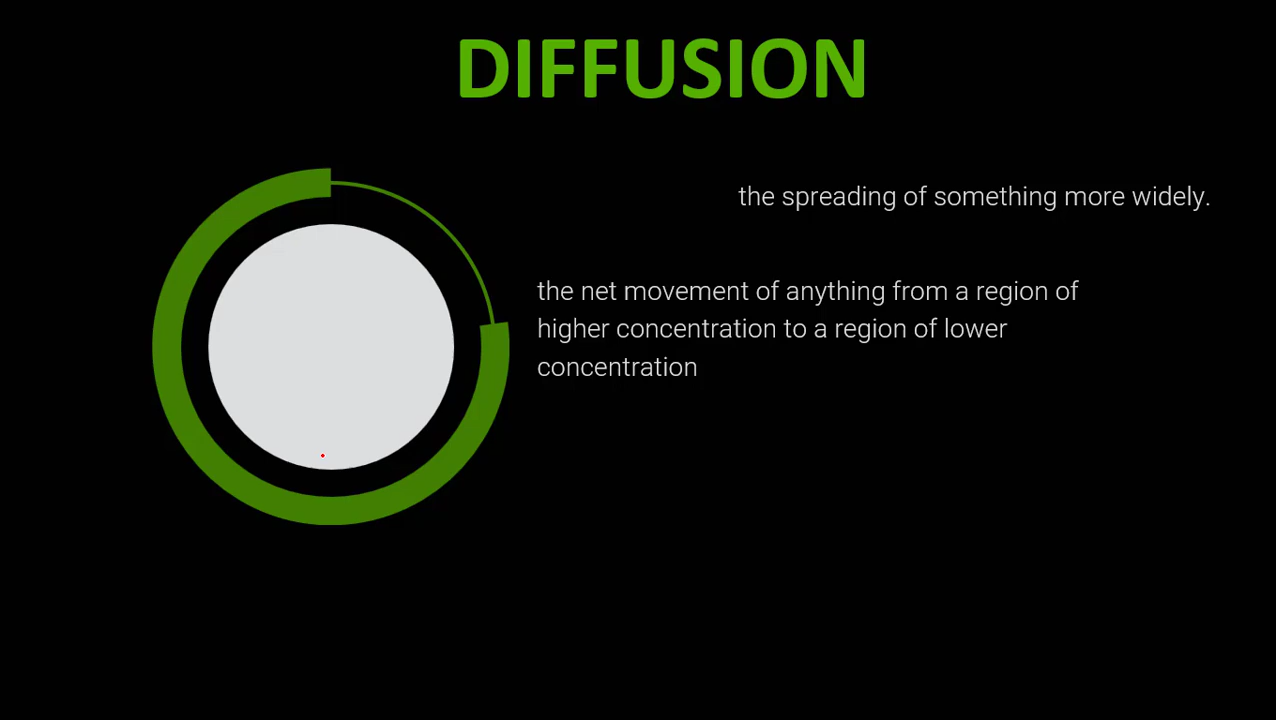 DIFFUSION
the spreading of something more widely.
the net movement of anything from a region of
higher concentration to a region of lower
concentration